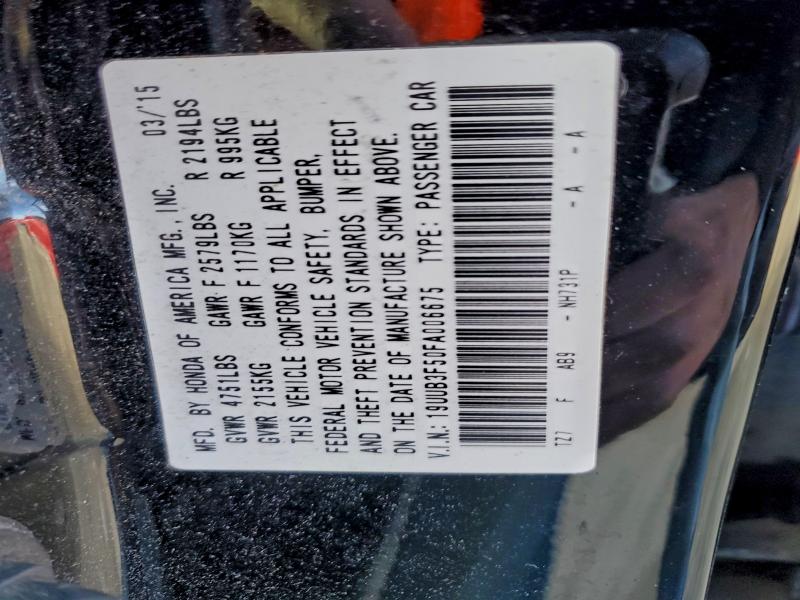 MFD. BY HONDA OF AMERICA MFG., INC. 03/'15
GVWR 4751LBS GAWR F 2579LBS R 2194LBS
GVWR 2155KG GAWR F 1170KG R 995KG
THIS VEHICLE CONFORMS TO ALL APPLICABLE
FEDERAL MOTOR VEHICLE SAFETY, BUMPER,
AND THEFT PREVENTION STANDARDS IN EFFECT
ON THE DATE OF MANUFACTURE SHOWN ABOVE.
V.I.N.: 19UUB3F50FA006675 TYPE: PASSENGER CAR
TZ7 F AB9 - NH731P - A - A